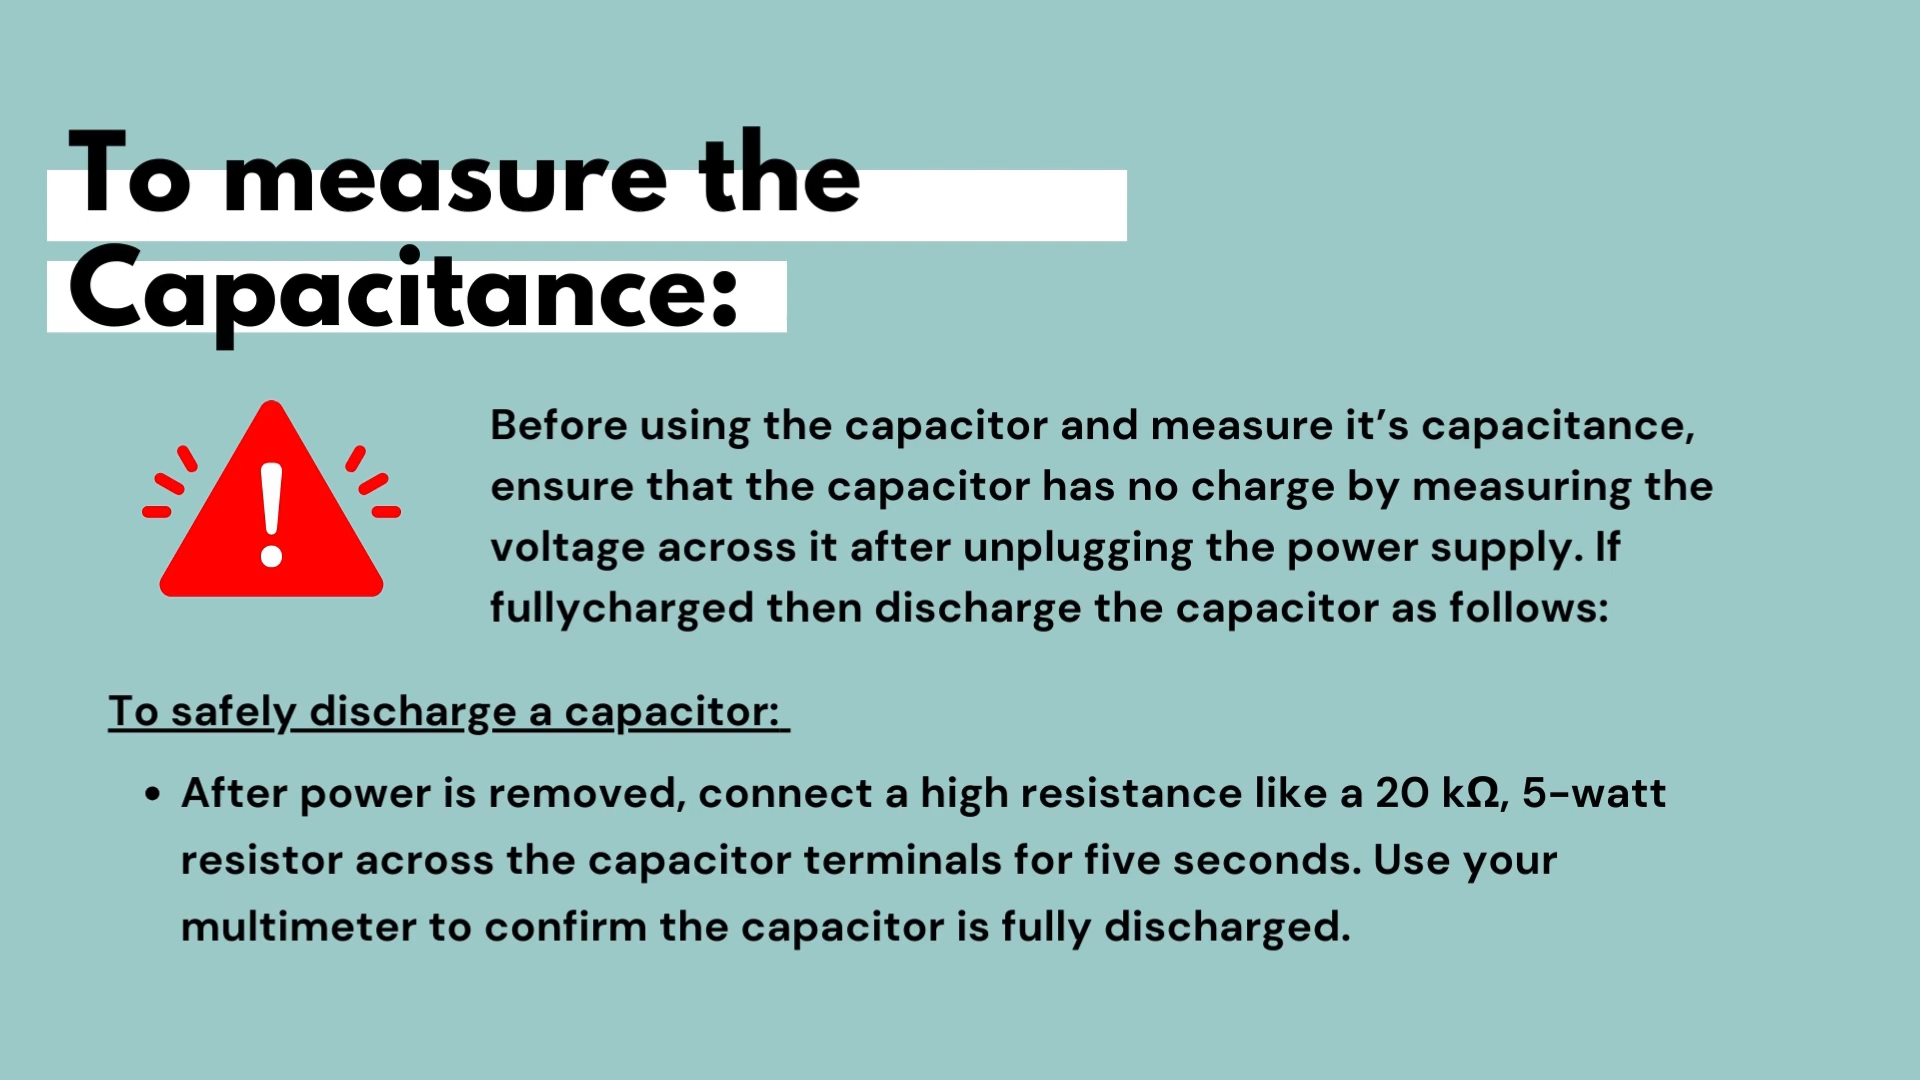 To measure the
Capacitance:
Before using the capacitor and measure it’s capacitance,
ensure that the capacitor has no charge by measuring the
voltage across it after unplugging the power supply. If
fullycharged then discharge the capacitor as follows:
To safely discharge a capacitor:
• After power is removed, connect a high resistance like a 20 kΩ, 5-watt
resistor across the capacitor terminals for five seconds. Use your
multimeter to confirm the capacitor is fully discharged.